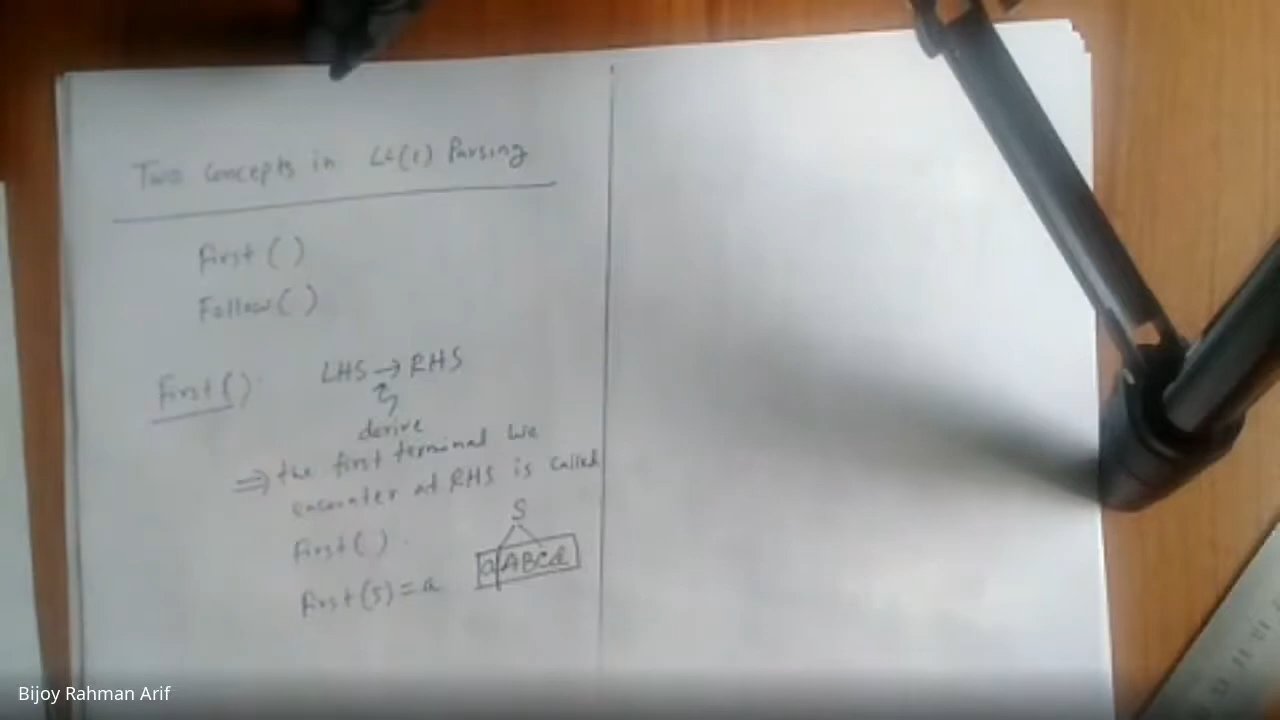 Two Concepts in LL(1) Parsing
First ( )
Follow ( )
First ( ):
LHS → RHS
derive
⇒ the first terminal we
encounter at RHS is called
First ( ).
S
aABCd
First (S) = a
Bijoy Rahman Arif